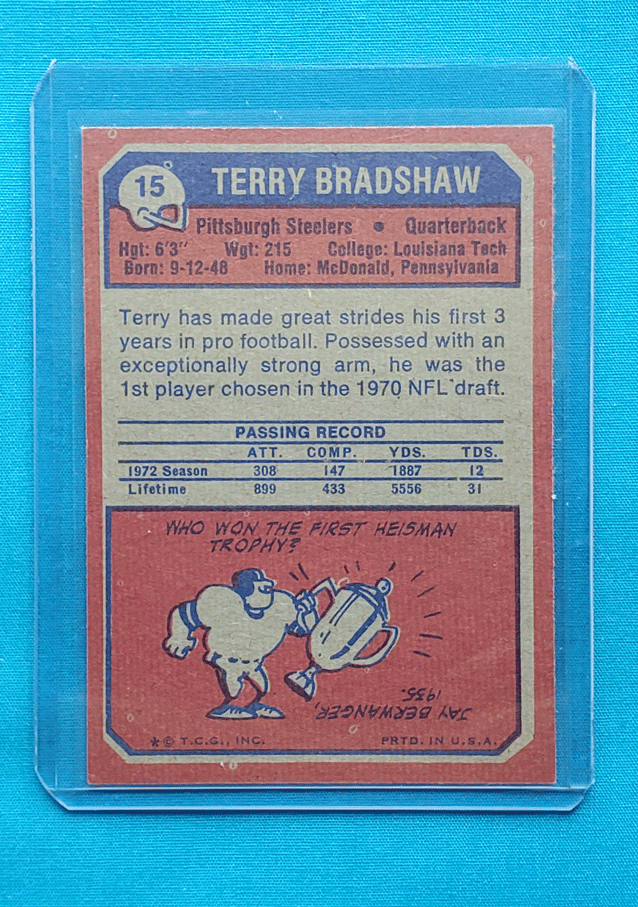 15 TERRY BRADSHAW
Pittsburgh Steelers • Quarterback
Hgt: 6'3" Wgt: 215 College: Louisiana Tech
Born: 9-12-48 Home: McDonald, Pennsylvania
Terry has made great strides his first 3
years in pro football. Possessed with an
exceptionally strong arm, he was the
1st player chosen in the 1970 NFL draft.
PASSING RECORD
ATT. COMP. YDS. TDS.
1972 Season 308 147 1887 12
Lifetime 899 433 5556 31
WHO WON THE FIRST HEISMAN
TROPHY?
JAY BERWANGER,
1935.
* © T.C.G., INC. PRTD. IN U.S.A.